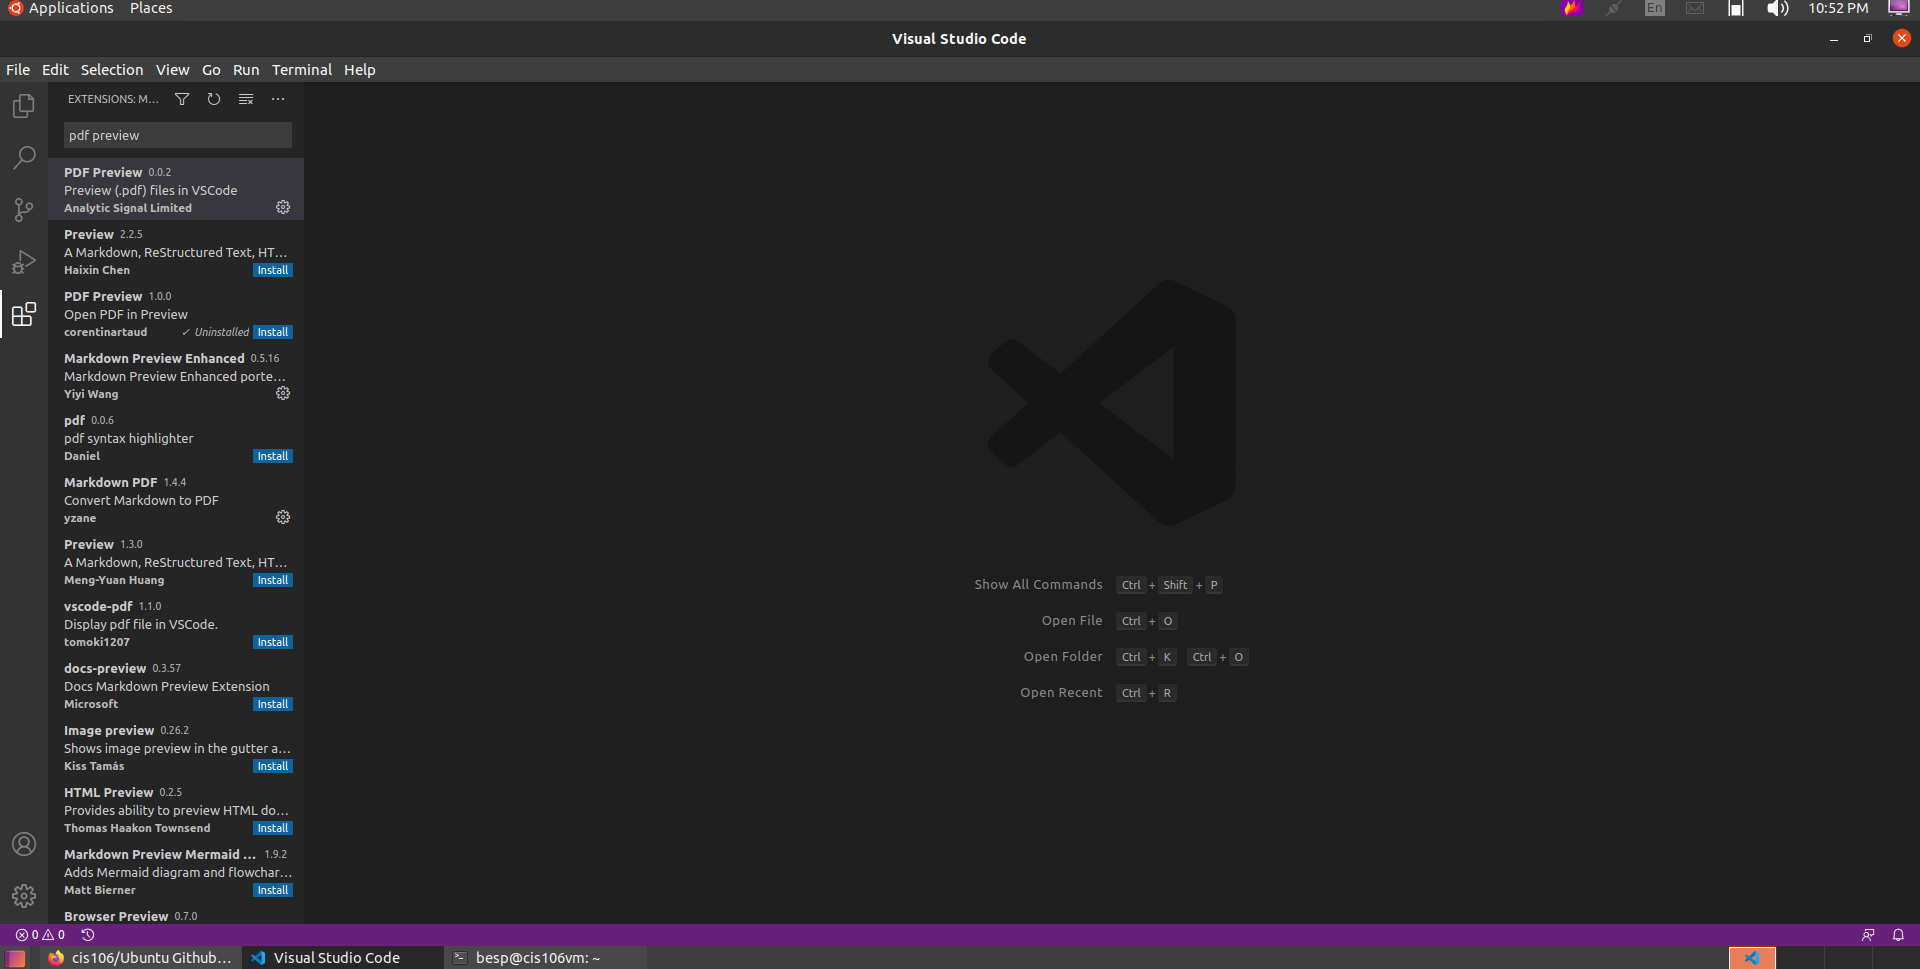 Applications Places
En
10:52 PM
Visual Studio Code
File Edit Selection View Go Run Terminal Help
EXTENSIONS: M...
pdf preview
PDF Preview 0.0.2
Preview (.pdf) files in VSCode
Analytic Signal Limited
Preview 2.2.5
A Markdown, ReStructured Text, HT...
Haixin Chen Install
PDF Preview 1.0.0
Open PDF in Preview
corentinartaud ✓ Uninstalled Install
Markdown Preview Enhanced 0.5.16
Markdown Preview Enhanced porte...
Yiyi Wang
pdf 0.0.6
pdf syntax highlighter
Daniel Install
Markdown PDF 1.4.4
Convert Markdown to PDF
yzane
Preview 1.3.0
A Markdown, ReStructured Text, HT...
Meng-Yuan Huang Install
vscode-pdf 1.1.0
Display pdf file in VSCode.
tomoki1207 Install
docs-preview 0.3.57
Docs Markdown Preview Extension
Microsoft Install
Image preview 0.26.2
Shows image preview in the gutter a...
Kiss Tamás Install
HTML Preview 0.2.5
Provides ability to preview HTML do...
Thomas Haakon Townsend Install
Markdown Preview Mermaid ... 1.9.2
Adds Mermaid diagram and flowchar...
Matt Bierner Install
Browser Preview 0.7.0
Show All Commands Ctrl + Shift + P
Open File Ctrl + O
Open Folder Ctrl + K Ctrl + O
Open Recent Ctrl + R
0 0
cis106/Ubuntu Github... Visual Studio Code besp@cis106vm: ~